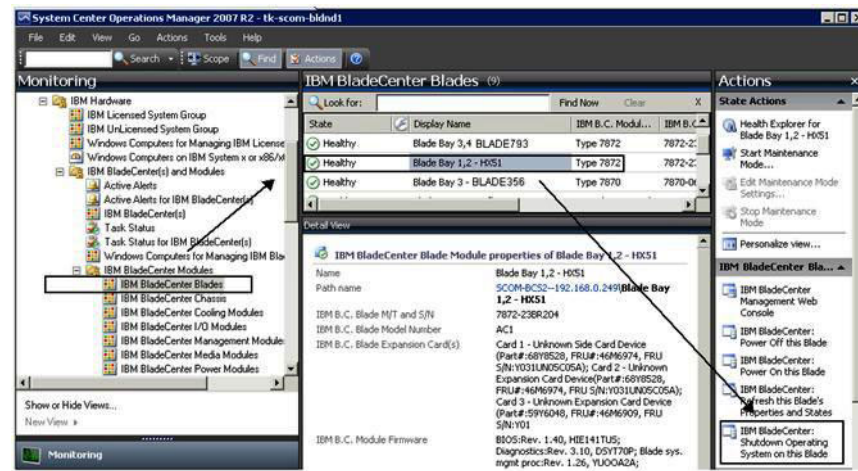 System Center Operations Manager 2007 R2 - tk-scom-bldnd1
File Edit View Go Actions Tools Help
Search Scope Find Actions
Monitoring
IBM Hardware
IBM Licensed System Group
IBM UnLicensed System Group
Windows Computers for Managing IBM License
Windows Computers on IBM System x or x86/x
IBM BladeCenter(s) and Modules
Active Alerts
Active Alerts for IBM BladeCenter(s)
IBM BladeCenter(s)
Task Status
Task Status for IBM BladeCenter(s)
Windows Computers for Managing IBM Bla
IBM BladeCenter Modules
IBM BladeCenter Blades
IBM BladeCenter Chassis
IBM BladeCenter Cooling Modules
IBM BladeCenter I/O Modules
IBM BladeCenter Management Module
IBM BladeCenter Media Modules
IBM BladeCenter Power Modules
Show or Hide Views...
New View
Monitoring
IBM BladeCenter Blades (9)
Look for: Find Now Clear X
State Display Name IBM B.C. Modul... IBM B.C
Healthy Blade Bay 3,4 BLADE793 Type 7872 7872-2
Healthy Blade Bay 1,2 - HX51 Type 7872 7872-2
Healthy Blade Bay 3 - BLADE356 Type 7870 7870-0
Detail View
IBM BladeCenter Blade Module properties of Blade Bay 1,2 - HX51
Name Blade Bay 1,2 - HX51
Path name SCOM-BC52--192.168.0.249\Blade Bay
1,2 - HX51
IBM B.C. Blade M/T and S/N 7872-23BR204
IBM B.C. Blade Model Number AC1
IBM B.C. Blade Expansion Card(s) Card 1 - Unknown Side Card Device
(Part#:68Y8528, FRU#:46M6974, FRU
S/N:Y031UN05C05A); Card 2 - Unknown
Expansion Card Device(Part#:68Y8528,
FRU#:46M6974, FRU S/N:Y031UN05C05A);
Card 3 - Unknown Expansion Card Device
(Part#:59Y6048, FRU#:46M6909, FRU
S/N:Y01
IBM B.C. Module Firmware BIOS:Rev. 1.40, HIE141TUS;
Diagnostics:Rev. 3.10, DSYT70P; Blade sys.
mgmt proc:Rev. 1.26, YUOOA2A;
Actions x
State Actions
Health Explorer for
Blade Bay 1,2 - HX51
Start Maintenance
Mode...
Edit Maintenance Mode
Settings...
Stop Maintenance
Mode
Personalize view...
IBM BladeCenter Bla...
IBM BladeCenter
Management Web
Console
IBM BladeCenter:
Power Off this Blade
IBM BladeCenter:
Power On this Blade
IBM BladeCenter:
Refresh this Blade's
Properties and States
IBM BladeCenter:
Shutdown Operating
System on this Blade